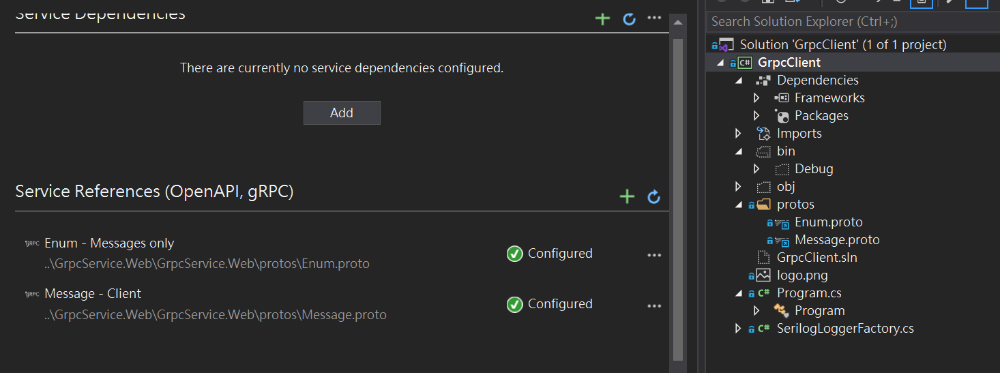 Service Dependencies
There are currently no service dependencies configured.
Add
Service References (OpenAPI, gRPC)
gRPC Enum - Messages only
..\GrpcService.Web\GrpcService.Web\protos\Enum.proto
Configured
gRPC Message - Client
..\GrpcService.Web\GrpcService.Web\protos\Message.proto
Configured
Search Solution Explorer (Ctrl+;)
Solution 'GrpcClient' (1 of 1 project)
C# GrpcClient
Dependencies
Frameworks
Packages
Imports
bin
Debug
obj
protos
gRPC Enum.proto
gRPC Message.proto
GrpcClient.sln
logo.png
C# Program.cs
Program
C# SerilogLoggerFactory.cs